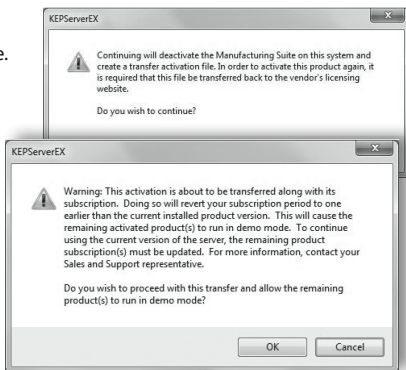 KEPServerEX
x
e.
Continuing will deactivate the Manufacturing Suite on this system and
create a transfer activation file. In order to activate this product again, it
is required that this file be transferred back to the vendor's licensing
website.
Do you wish to continue?
KEPServerEX
x
Warning: This activation is about to be transferred along with its
subscription. Doing so will revert your subscription period to one
earlier than the current installed product version. This will cause the
remaining activated product(s) to run in demo mode. To continue
using the current version of the server, the remaining product
subscription(s) must be updated. For more information, contact your
Sales and Support representative.
Do you wish to proceed with this transfer and allow the remaining
product(s) to run in demo mode?
OK
Cancel